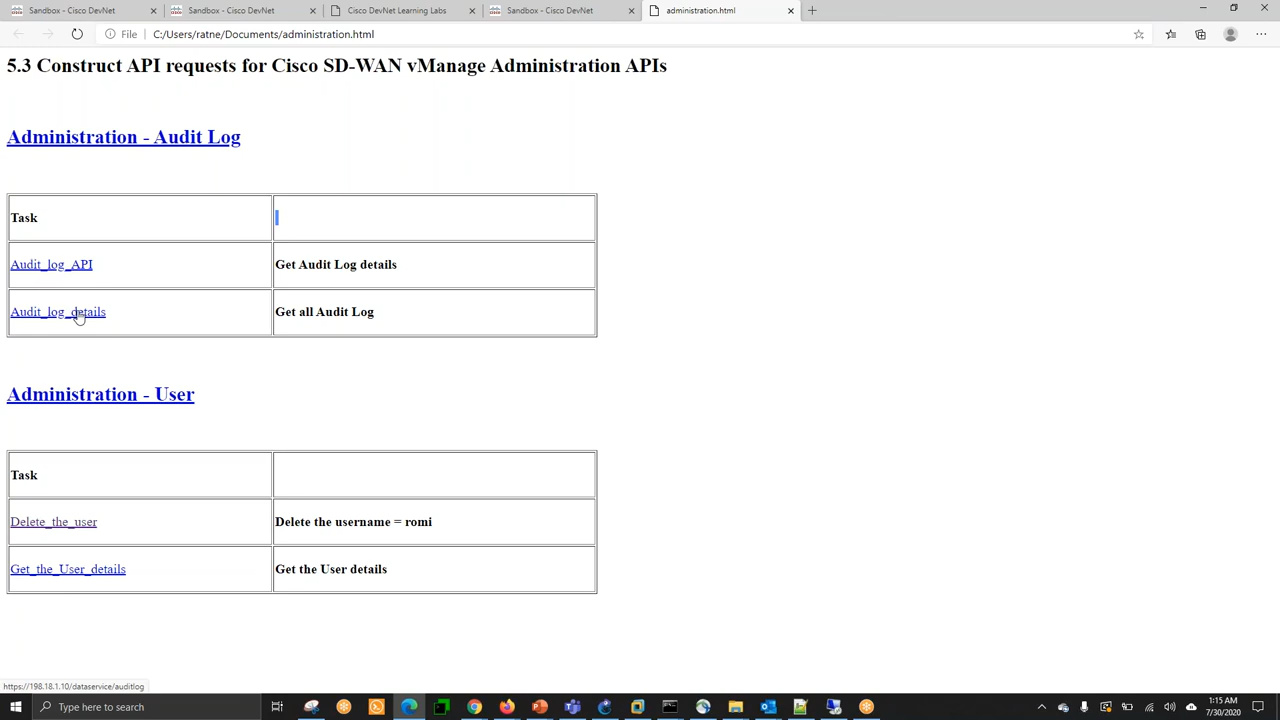 Sandbox - Cisco DevNet
Sandbox - Cisco DevNet
Cisco DevNet Learning Labs
Sandbox - Cisco DevNet
administration.html
File
C:/Users/ratne/Documents/administration.html
5.3 Construct API requests for Cisco SD-WAN vManage Administration APIs
Administration - Audit Log
Task
Audit_log_API
Get Audit Log details
Audit_log_details
Get all Audit Log
Administration - User
Task
Delete_the_user
Delete the username = romi
Get_the_User_details
Get the User details
https://198.18.1.10/dataservice/auditlog
Type here to search
1:15 AM
7/30/2020